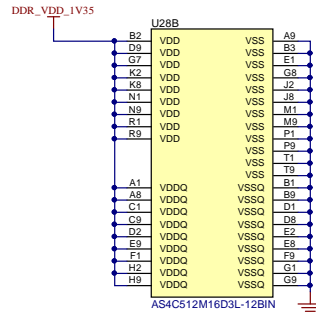 DDR_VDD_1V35
U28B
B2 VDD VSS A9
D9 VDD VSS B3
G7 VDD VSS E1
K2 VDD VSS G8
K8 VDD VSS J2
N1 VDD VSS J8
N9 VDD VSS M1
R1 VDD VSS M9
R9 VDD VSS P1
VSS P9
VSS T1
VSS T9
A1 VDDQ VSSQ B1
A8 VDDQ VSSQ B9
C1 VDDQ VSSQ D1
C9 VDDQ VSSQ D8
D2 VDDQ VSSQ E2
E9 VDDQ VSSQ E8
F1 VDDQ VSSQ F9
H2 VDDQ VSSQ G1
H9 VDDQ VSSQ G9
AS4C512M16D3L-12BIN